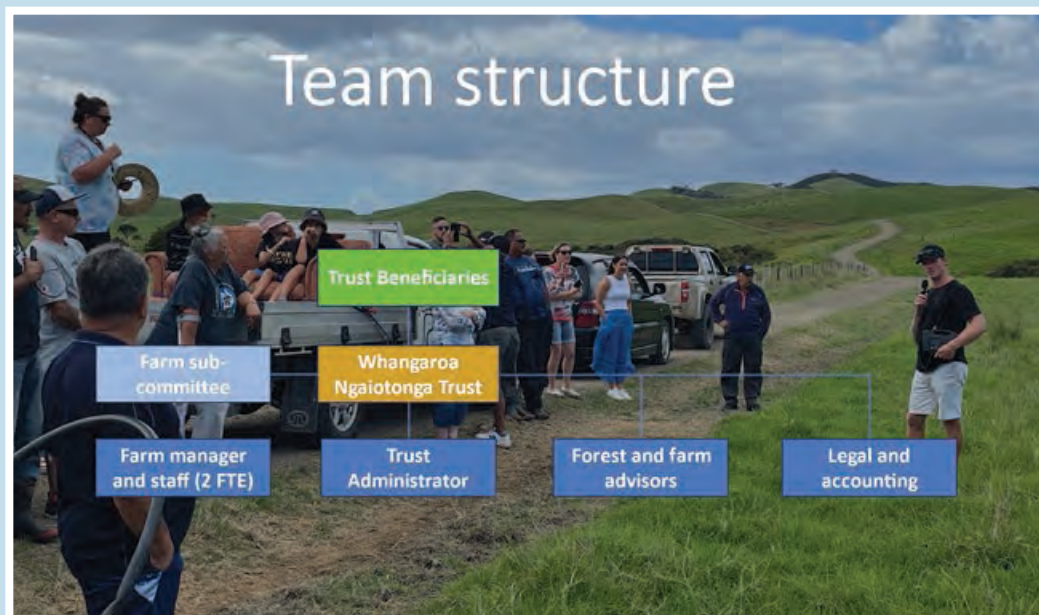 Team structure
Trust Beneficiaries
Farm sub-
committee
Whangaroa
Ngaiotonga Trust
Farm manager
and staff (2 FTE)
Trust
Administrator
Forest and farm
advisors
Legal and
accounting